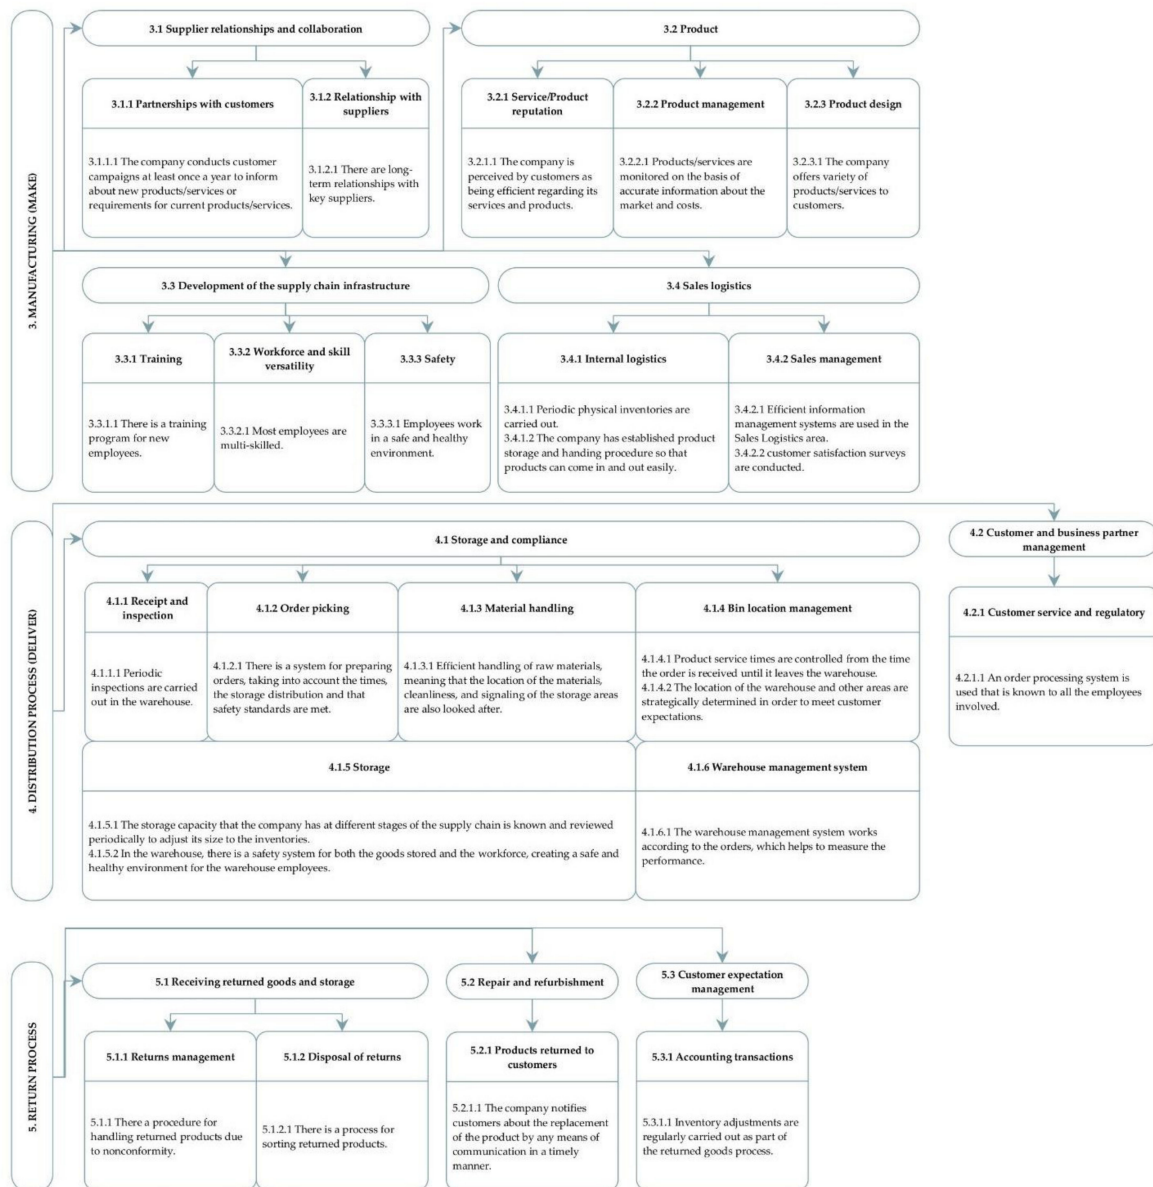 3. MANUFACTURING (MAKE)
3.1 Supplier relationships and collaboration
3.1.1 Partnerships with customers
3.1.1.1 The company conducts customer
campaigns at least once a year to inform
about new products/services or
requirements for current products/services.
3.1.2 Relationship with
suppliers
3.1.2.1 There are long-
term relationships with
key suppliers.
3.2 Product
3.2.1 Service/Product
reputation
3.2.1.1 The company is
perceived by customers as
being efficient regarding its
services and products.
3.2.2 Product management
3.2.2.1 Products/services are
monitored on the basis of
accurate information about the
market and costs.
3.2.3 Product design
3.2.3.1 The company
offers variety of
products/services to
customers.
3.3 Development of the supply chain infrastructure
3.3.1 Training
3.3.1.1 There is a training
program for new
employees.
3.3.2 Workforce and skill
versatility
3.3.2.1 Most employees are
multi-skilled.
3.3.3 Safety
3.3.3.1 Employees work
in a safe and healthy
environment.
3.4 Sales logistics
3.4.1 Internal logistics
3.4.1.1 Periodic physical inventories are
carried out.
3.4.1.2 The company has established product
storage and handing procedure so that
products can come in and out easily.
3.4.2 Sales management
3.4.2.1 Efficient information
management systems are used in the
Sales Logistics area.
3.4.2.2 customer satisfaction surveys
are conducted.
4. DISTRIBUTION PROCESS (DELIVER)
4.1 Storage and compliance
4.1.1 Receipt and
inspection
4.1.1.1 Periodic
inspections are carried
out in the warehouse.
4.1.2 Order picking
4.1.2.1 There is a system for preparing
orders, taking into account the times,
the storage distribution and that
safety standards are met.
4.1.3 Material handling
4.1.3.1 Efficient handling of raw materials,
meaning that the location of the materials,
cleanliness, and signaling of the storage areas
are also looked after.
4.1.4 Bin location management
4.1.4.1 Product service times are controlled from the time
the order is received until it leaves the warehouse.
4.1.4.2 The location of the warehouse and other areas are
strategically determined in order to meet customer
expectations.
4.1.5 Storage
4.1.5.1 The storage capacity that the company has at different stages of the supply chain is known and reviewed
periodically to adjust its size to the inventories.
4.1.5.2 In the warehouse, there is a safety system for both the goods stored and the workforce, creating a safe and
healthy environment for the warehouse employees.
4.1.6 Warehouse management system
4.1.6.1 The warehouse management system works
according to the orders, which helps to measure the
performance.
4.2 Customer and business partner
management
4.2.1 Customer service and regulatory
4.2.1.1 An order processing system is
used that is known to all the employees
involved.
5. RETURN PROCESS
5.1 Receiving returned goods and storage
5.1.1 Returns management
5.1.1 There a procedure for
handling returned products due
to nonconformity.
5.1.2 Disposal of returns
5.1.2.1 There is a process for
sorting returned products.
5.2 Repair and refurbishment
5.2.1 Products returned to
customers
5.2.1.1 The company notifies
customers about the replacement
of the product by any means of
communication in a timely
manner.
5.3 Customer expectation
management
5.3.1 Accounting transactions
5.3.1.1 Inventory adjustments are
regularly carried out as part of
the returned goods process.